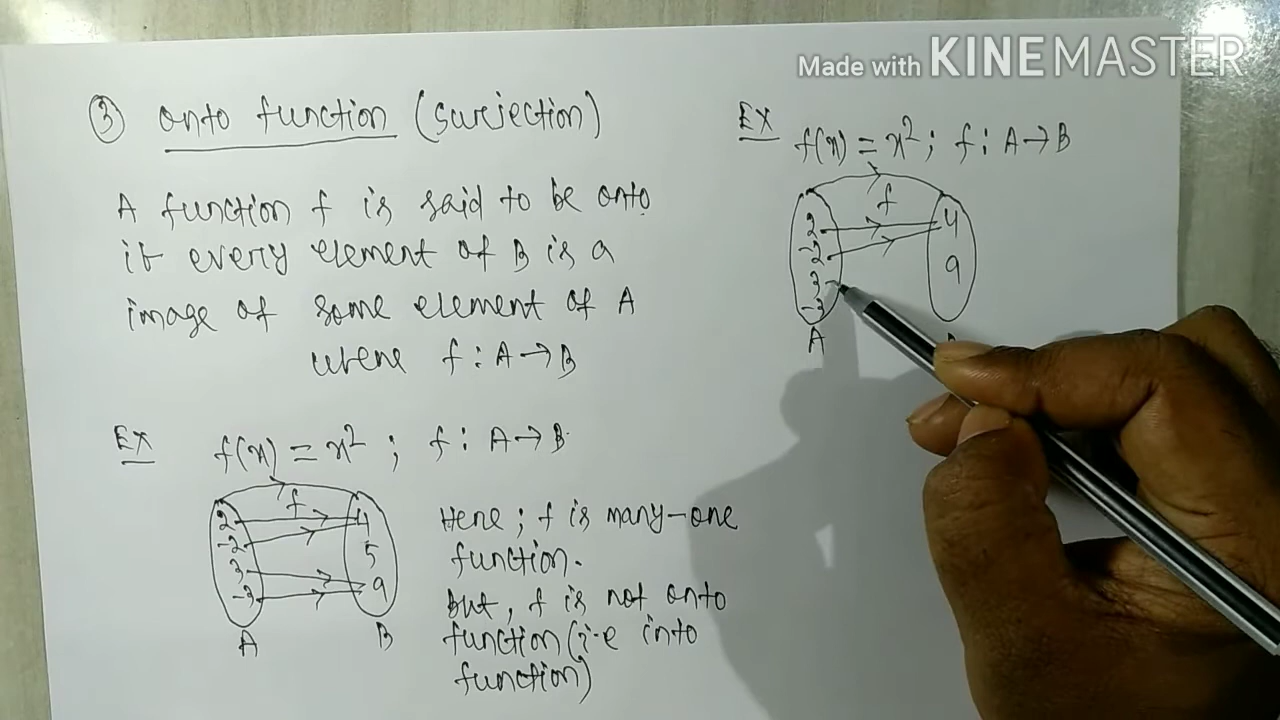 Made with KINEMASTER
③ onto function (surjection)
A function f is said to be onto
if every element of B is a
image of some element of A
where f : A → B
EX f(x) = x² ; f : A → B
f
2 4
-2 5
3 9
-3
A B
Here ; f is many-one
function.
But, f is not onto
function (i.e into
function)
EX f(x) = x² ; f : A → B
f
2 4
-2 9
3
-3
A